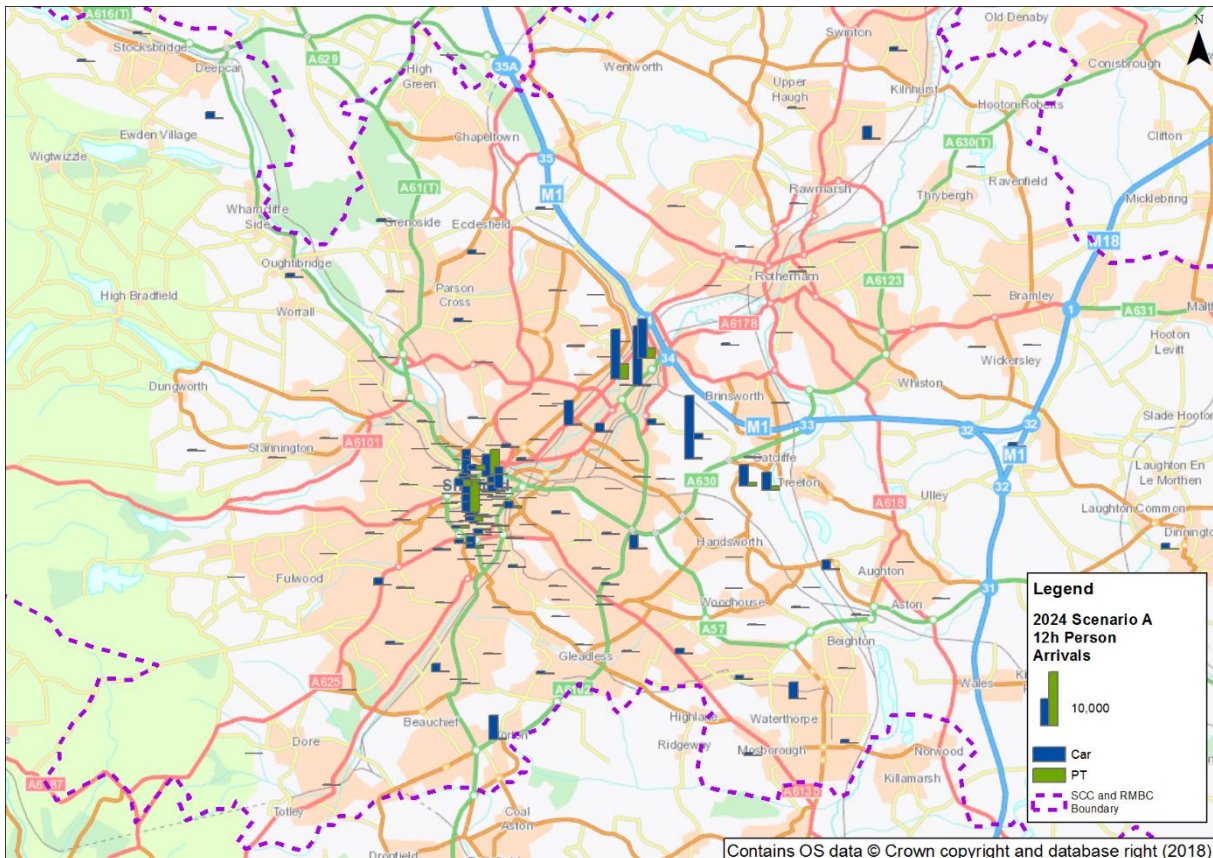 A616(T)
Stocksbridge
Deepcar
A629
High
Green
35A
Wentworth
Swinton
Old Denaby
Conisbrough
N
Kilnhurst
Upper
Haugh
Hooton Roberts
Ewden Village
Wigtwizzle
Chapeltown
35
M1
A61(T)
A630(T)
Clifton
Rawmarsh
Thrybergh
Ravenfield
Micklebring
Wharncliffe
Side
Grenoside
Ecclesfield
M18
Oughtibridge
Rotherham
A6123
High Bradfield
Parson
Cross
Worrall
Bramley
1
A631
Hooton
Levitt
A6178
34
Wickersley
Dungworth
Whiston
Brinsworth
Slade Hooton
Stannington
A6101
M1
33
32
32
M1
Catcliffe
Treeton
A630
A618
Ulley
32
Laughton En
Le Morthen
Laughton Common
Handsworth
Fulwood
Aughton
Aston
31
Woodhouse
A57
Beighton
Gleadless
Wales
A625
Beauchief
Highlane
Ridgeway
Waterthorpe
Mosborough
Norwood
Killamarsh
Dore
Totley
A6135
Coal
Aston
Dronfield
Legend
2024 Scenario A
12h Person
Arrivals
10,000
Car
PT
SCC and RMBC
Boundary
Contains OS data © Crown copyright and database right (2018)